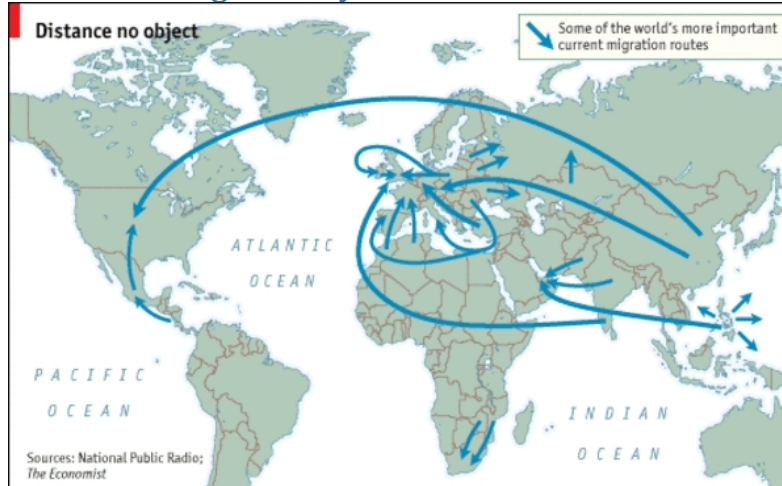 Distance no object
Some of the world's more important
current migration routes
ATLANTIC
OCEAN
PACIFIC
OCEAN
INDIAN
OCEAN
Sources: National Public Radio;
The Economist